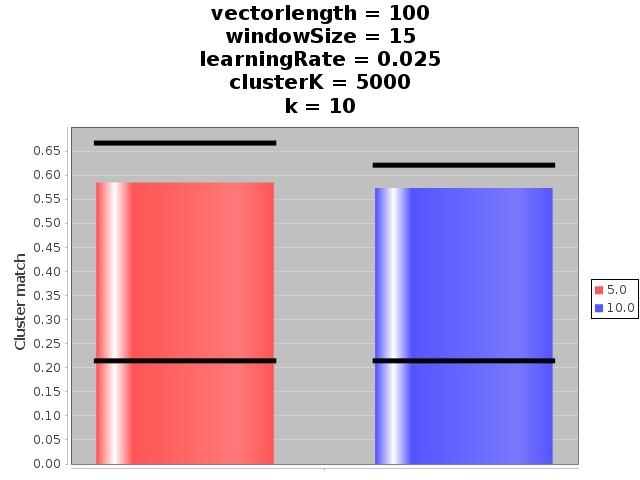 vectorlength = 100
windowSize = 15
learningRate = 0.025
clusterK = 5000
k = 10
Cluster match
0.65
0.60
0.55
0.50
0.45
0.40
0.35
0.30
0.25
0.20
0.15
0.10
0.05
0.00
5.0
10.0